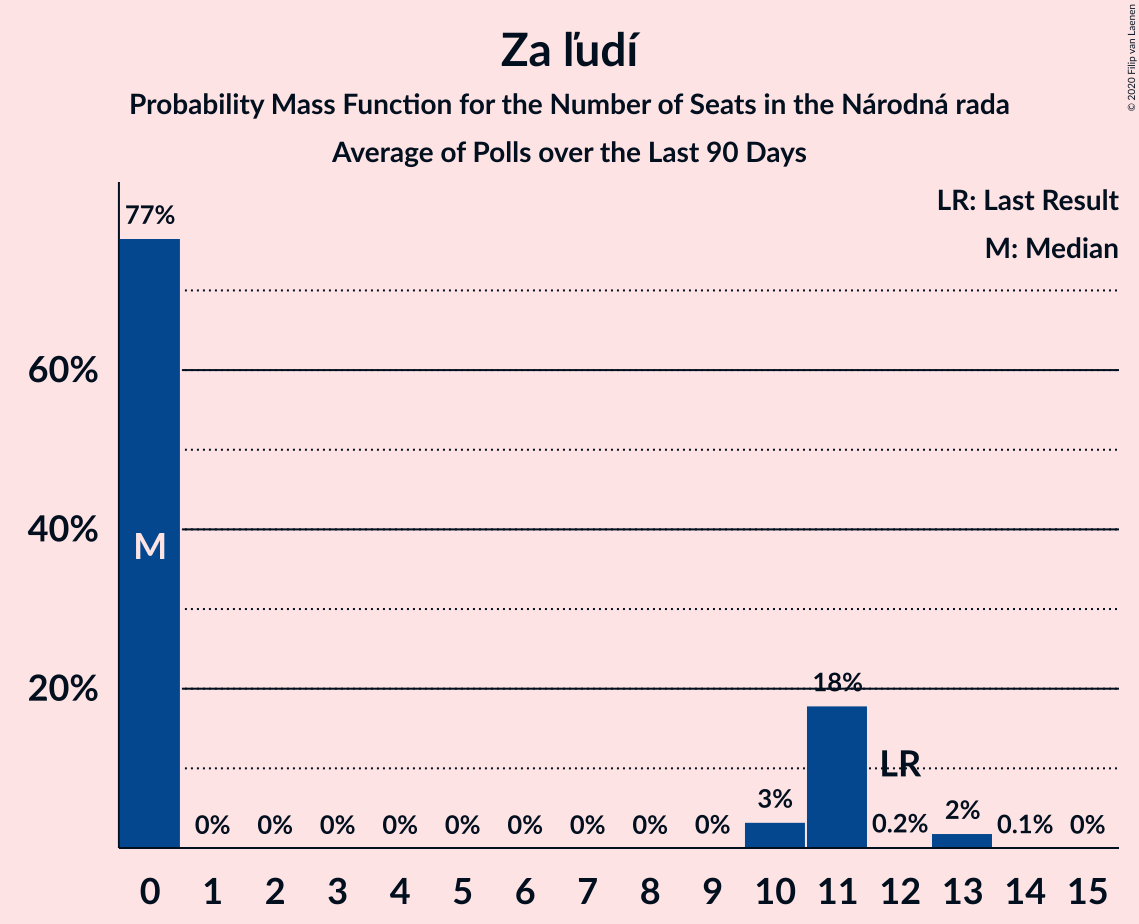 Za ľudí
Probability Mass Function for the Number of Seats in the Národná rada
Average of Polls over the Last 90 Days
© 2020 Filip van Laenen
LR: Last Result
M: Median
77%
60%
40%
20%
M
0% 0% 0% 0% 0% 0% 0% 0% 0% 3% 18% 0.2% 2% 0.1% 0%
LR
0 1 2 3 4 5 6 7 8 9 10 11 12 13 14 15